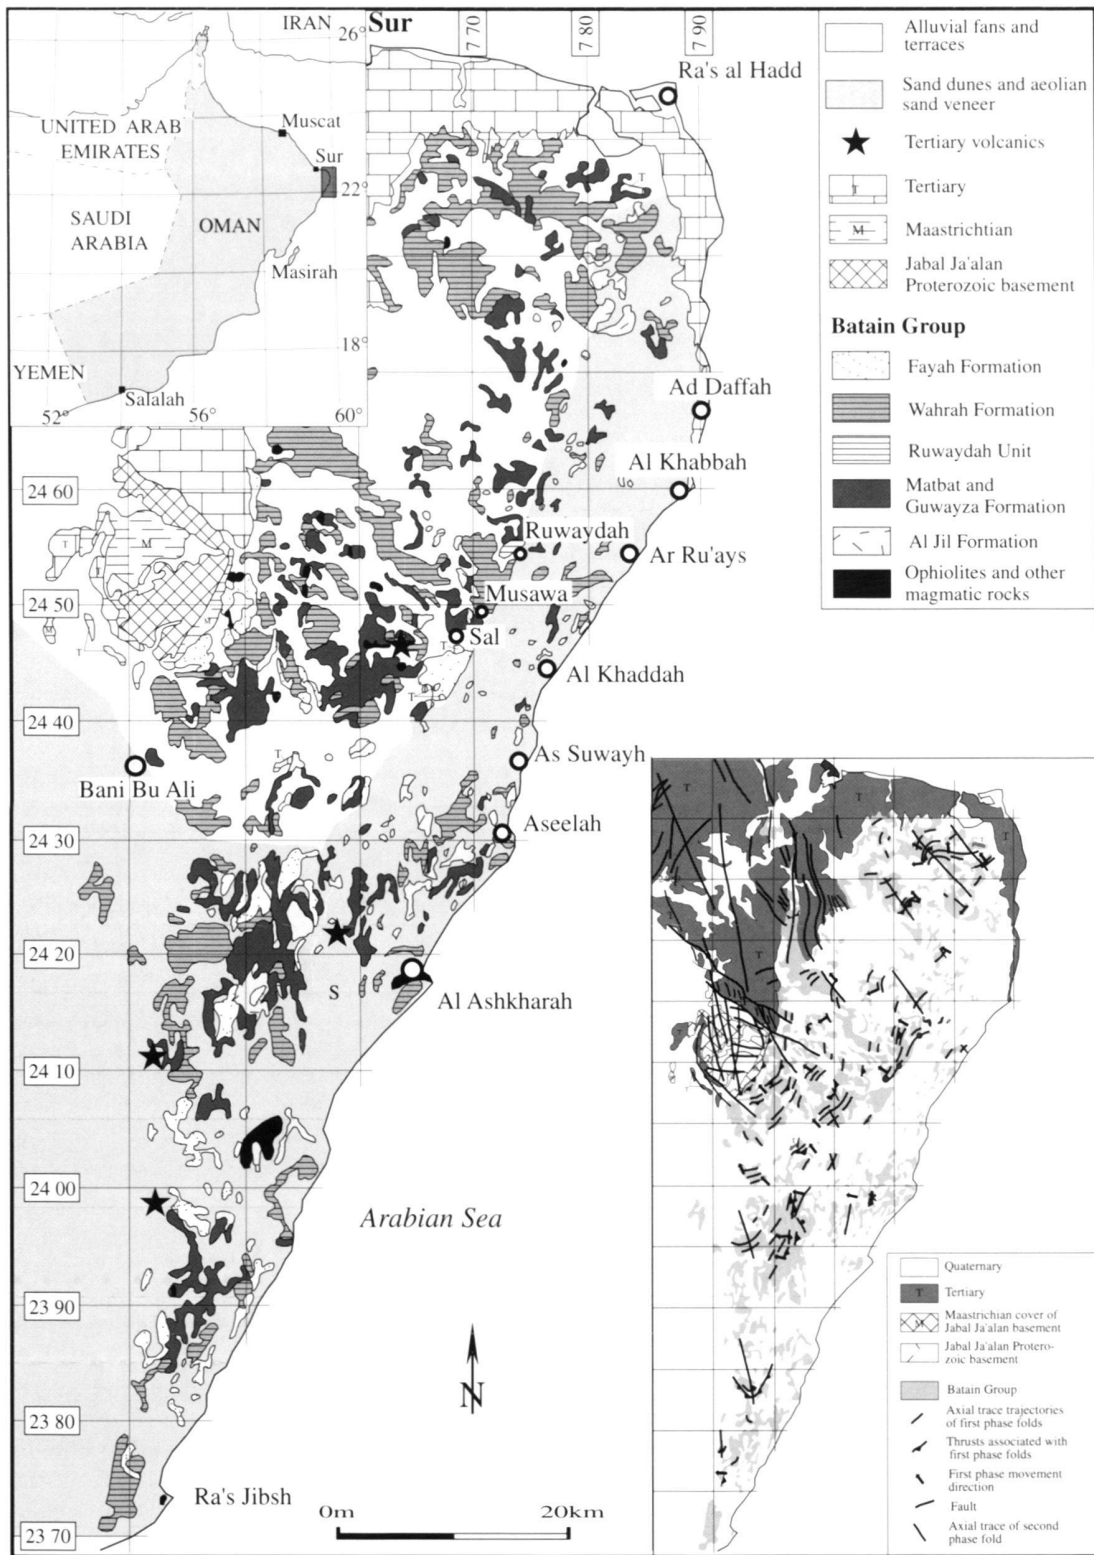 IRAN
26°
Sur
7 70
7 80
7 90
Ra's al Hadd
UNITED ARAB
EMIRATES
Muscat
Sur
22°
SAUDI
ARABIA
OMAN
Masirah
18°
YEMEN
Salalah
52°
56°
60°
T
Ad Daffah
Al Khabbah
24 60
Ruwaydah
Ar Ru'ays
T
M
T
Musawa
24 50
Sal
T
M
T
T
Al Khaddah
24 40
T
As Suwayh
Bani Bu Ali
24 30
Aseelah
24 20
S
Al Ashkharah
24 10
24 00
Arabian Sea
23 90
N
23 80
Ra's Jibsh
0m
20km
23 70
Alluvial fans and
terraces
Sand dunes and aeolian
sand veneer
Tertiary volcanics
T
Tertiary
M
Maastrichtian
Jabal Ja'alan
Proterozoic basement
Batain Group
Fayah Formation
Wahrah Formation
Ruwaydah Unit
Matbat and
Guwayza Formation
Al Jil Formation
Ophiolites and other
magmatic rocks
T
T
T
T
T
Quaternary
T
Tertiary
M
Maastrichian cover of
Jabal Ja'alan basement
Jabal Ja'alan Protero-
zoic basement
Batain Group
Axial trace trajectories
of first phase folds
Thrusts associated with
first phase folds
First phase movement
direction
Fault
Axial trace of second
phase fold